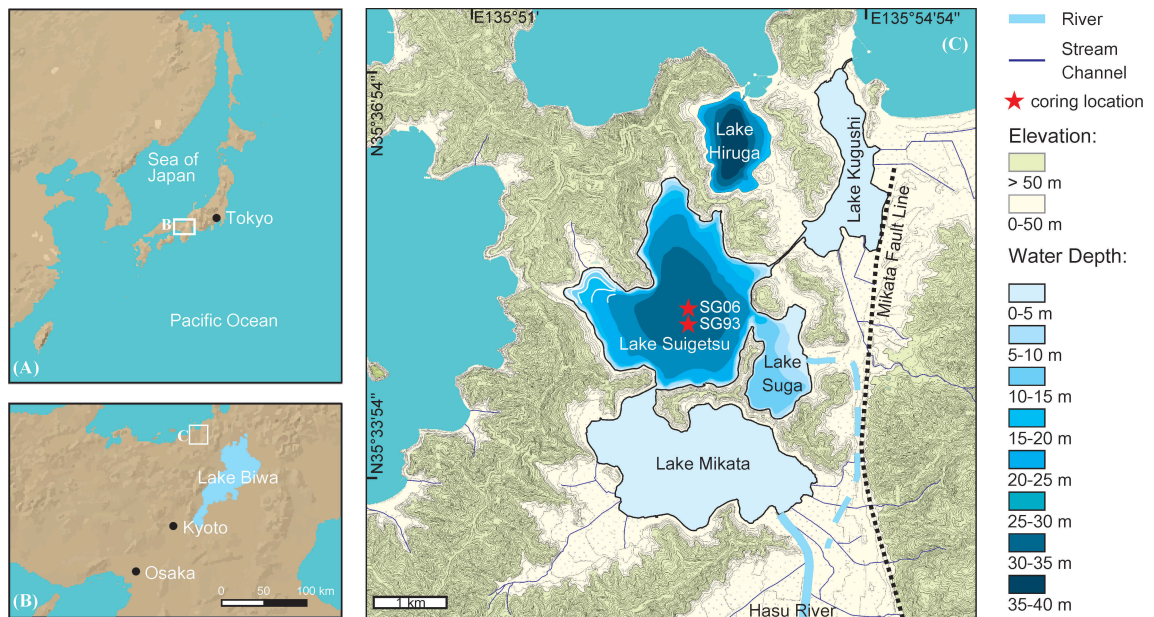 Sea of
Japan
B
Tokyo
Pacific Ocean
(A)
C
Lake Biwa
Kyoto
Osaka
0 50 100 km
(B)
E135°51'
E135°54'54"
(C)
N35°36'54"
N35°33'54"
Lake
Hiruga
Lake Kugushi
Mikata Fault Line
SG06
SG93
Lake Suigetsu
Lake
Suga
Lake Mikata
1 km
Hasu River
River
Stream
Channel
coring location
Elevation:
> 50 m
0-50 m
Water Depth:
0-5 m
5-10 m
10-15 m
15-20 m
20-25 m
25-30 m
30-35 m
35-40 m